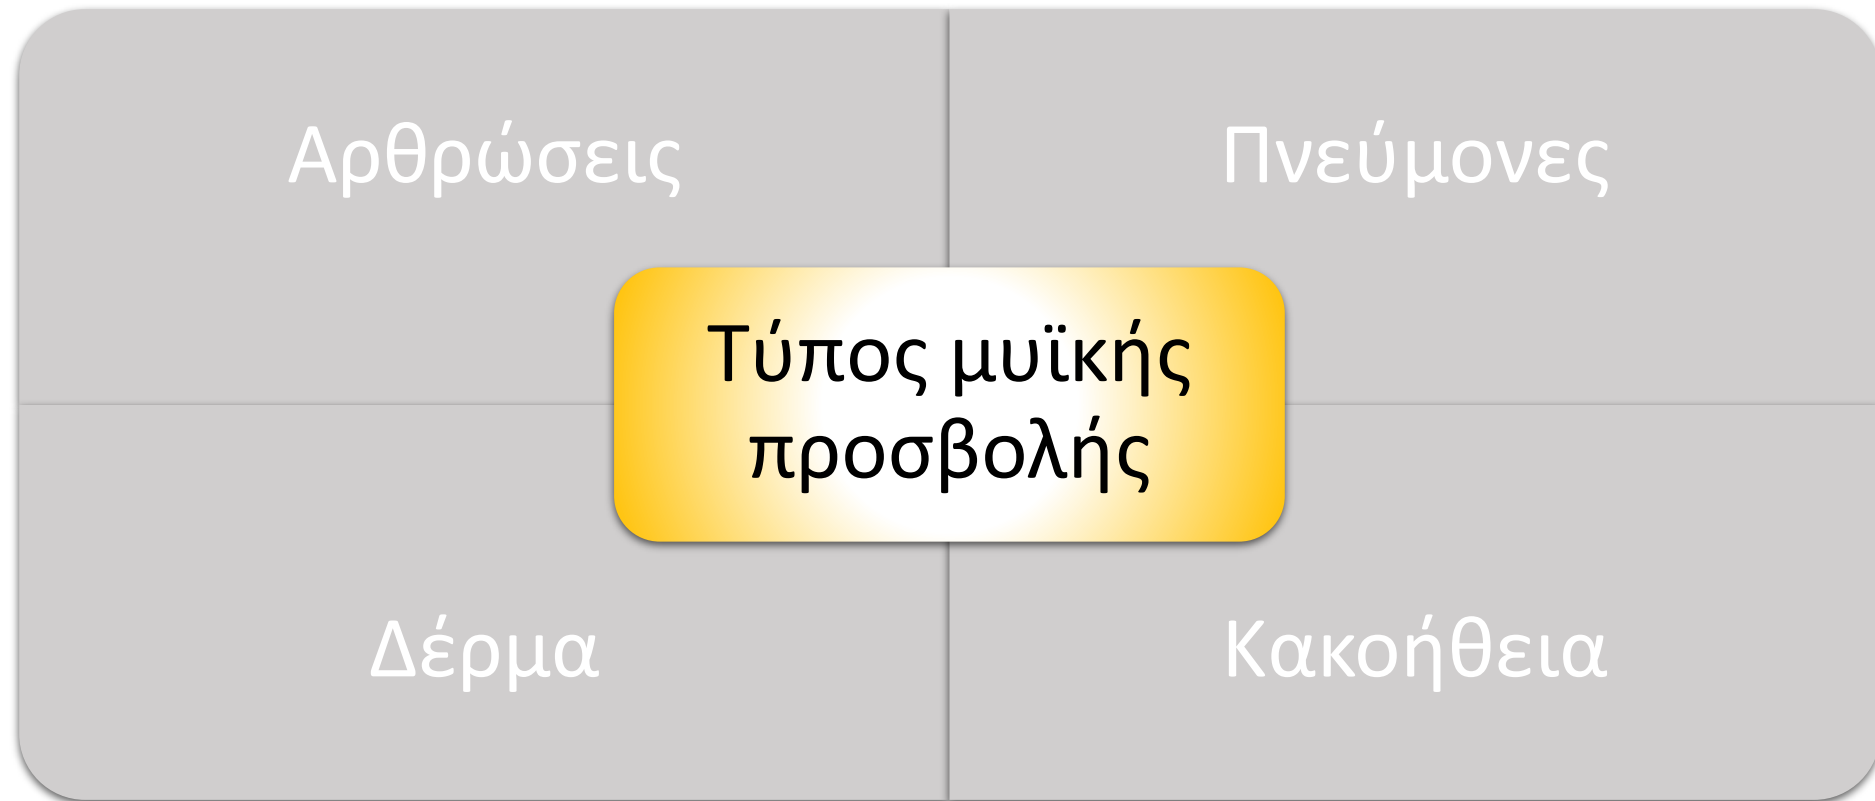 Αρθρώσεις
Πνεύμονες
Τύπος μυϊκής
προσβολής
Δέρμα
Κακοήθεια